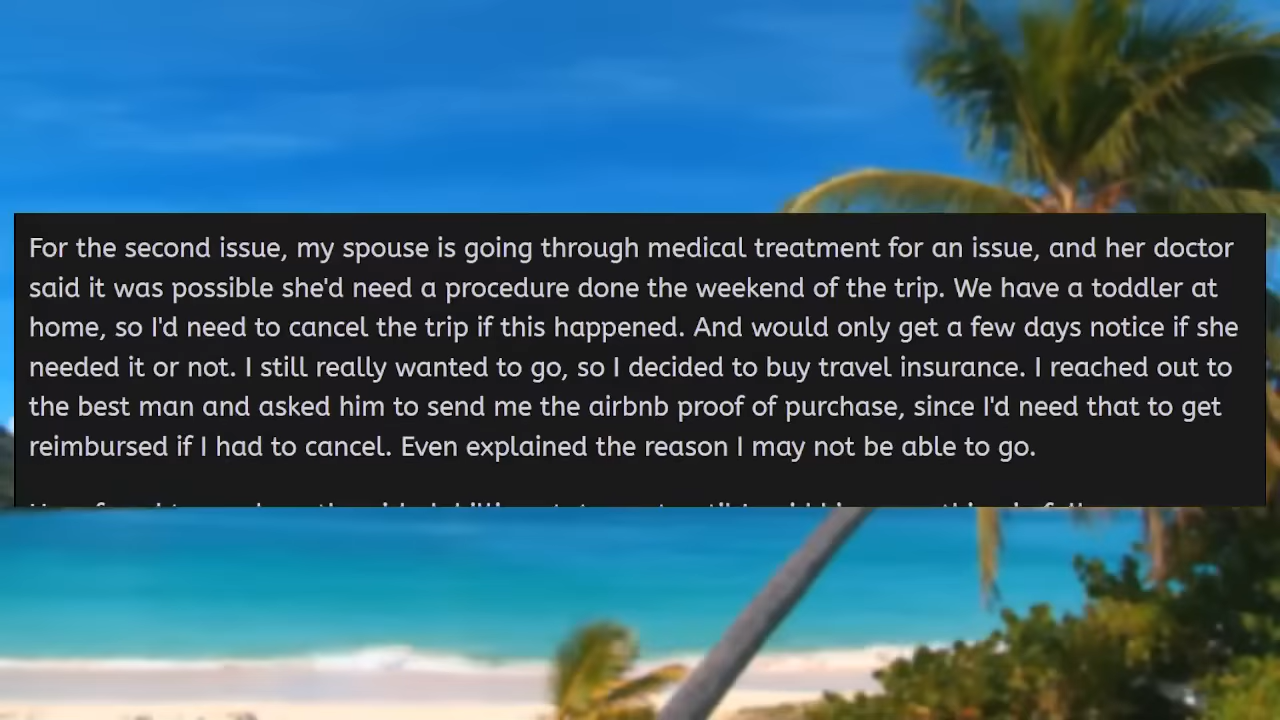 For the second issue, my spouse is going through medical treatment for an issue, and her doctor
said it was possible she'd need a procedure done the weekend of the trip. We have a toddler at
home, so I'd need to cancel the trip if this happened. And would only get a few days notice if she
needed it or not. I still really wanted to go, so I decided to buy travel insurance. I reached out to
the best man and asked him to send me the airbnb proof of purchase, since I'd need that to get
reimbursed if I had to cancel. Even explained the reason I may not be able to go.